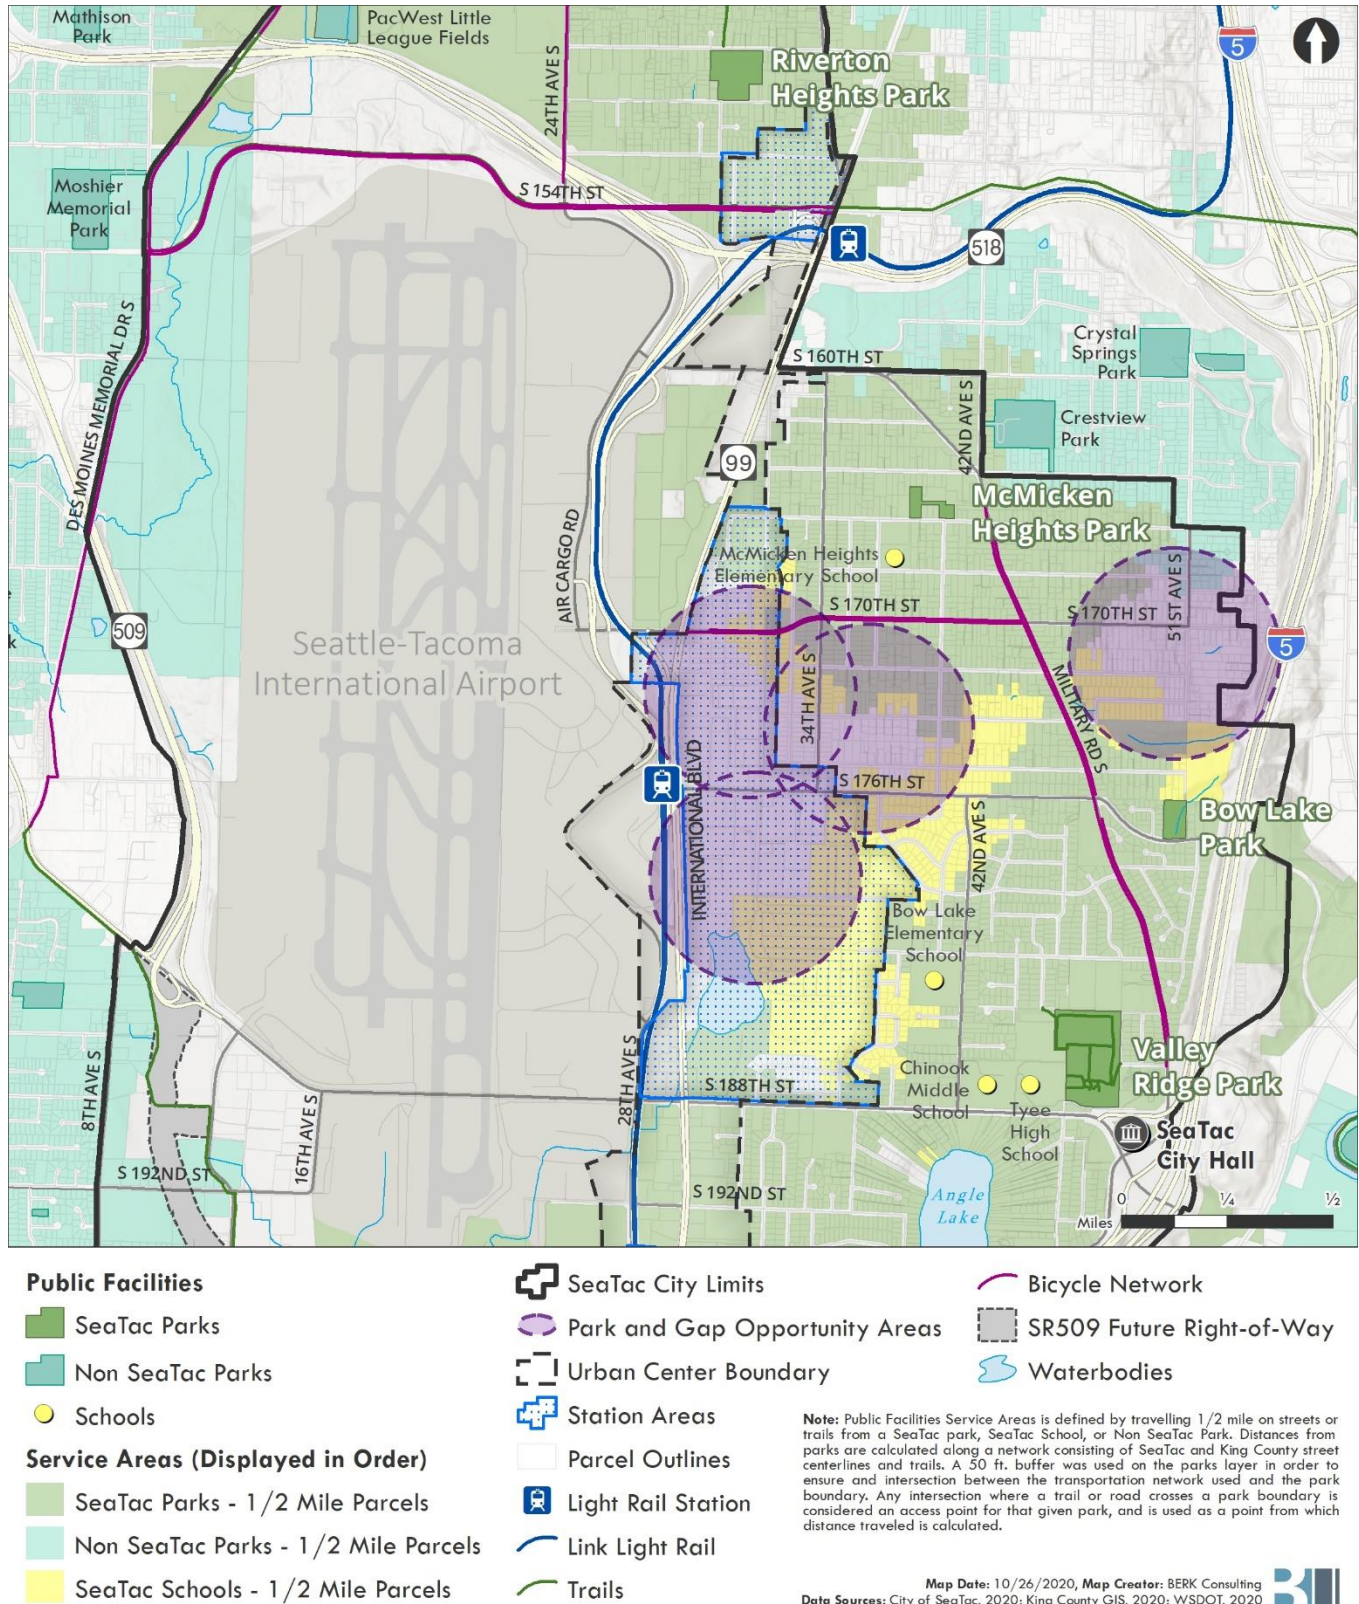 Mathison
Park
PacWest Little
League Fields
24TH AVE S
Riverton
Heights Park
5
Moshier
Memorial
Park
S 154TH ST
518
DES MOINES MEMORIAL DR S
S 160TH ST
Crystal
Springs
Park
42ND AVE S
Crestview
Park
99
McMicken
Heights Park
AIR CARGO RD
McMicken Heights
Elementary School
S 170TH ST
S 170TH ST
51ST AVE S
509
5
Seattle-Tacoma
International Airport
34TH AVE S
MILITARY RD S
INTERNATIONAL BLVD
S 176TH ST
42ND AVE S
Bow Lake
Park
Bow Lake
Elementary
School
28TH AVE S
8TH AVE S
16TH AVE S
S 188TH ST
Chinook
Middle
School
Tyee
High
School
Valley
Ridge Park
SeaTac
City Hall
S 192ND ST
S 192ND ST
Angle
Lake
0 1/4 1/2
Miles
Public Facilities
SeaTac Parks
Non SeaTac Parks
Schools
Service Areas (Displayed in Order)
SeaTac Parks - 1/2 Mile Parcels
Non SeaTac Parks - 1/2 Mile Parcels
SeaTac Schools - 1/2 Mile Parcels
SeaTac City Limits
Park and Gap Opportunity Areas
Urban Center Boundary
Station Areas
Parcel Outlines
Light Rail Station
Link Light Rail
Trails
Bicycle Network
SR509 Future Right-of-Way
Waterbodies
Note: Public Facilities Service Areas is defined by travelling 1/2 mile on streets or
trails from a SeaTac park, SeaTac School, or Non SeaTac Park. Distances from
parks are calculated along a network consisting of SeaTac and King County street
centerlines and trails. A 50 ft. buffer was used on the parks layer in order to
ensure and intersection between the transportation network used and the park
boundary. Any intersection where a trail or road crosses a park boundary is
considered an access point for that given park, and is used as a point from which
distance traveled is calculated.
Map Date: 10/26/2020, Map Creator: BERK Consulting
Data Sources: City of SeaTac, 2020; King County GIS, 2020; WSDOT, 2020